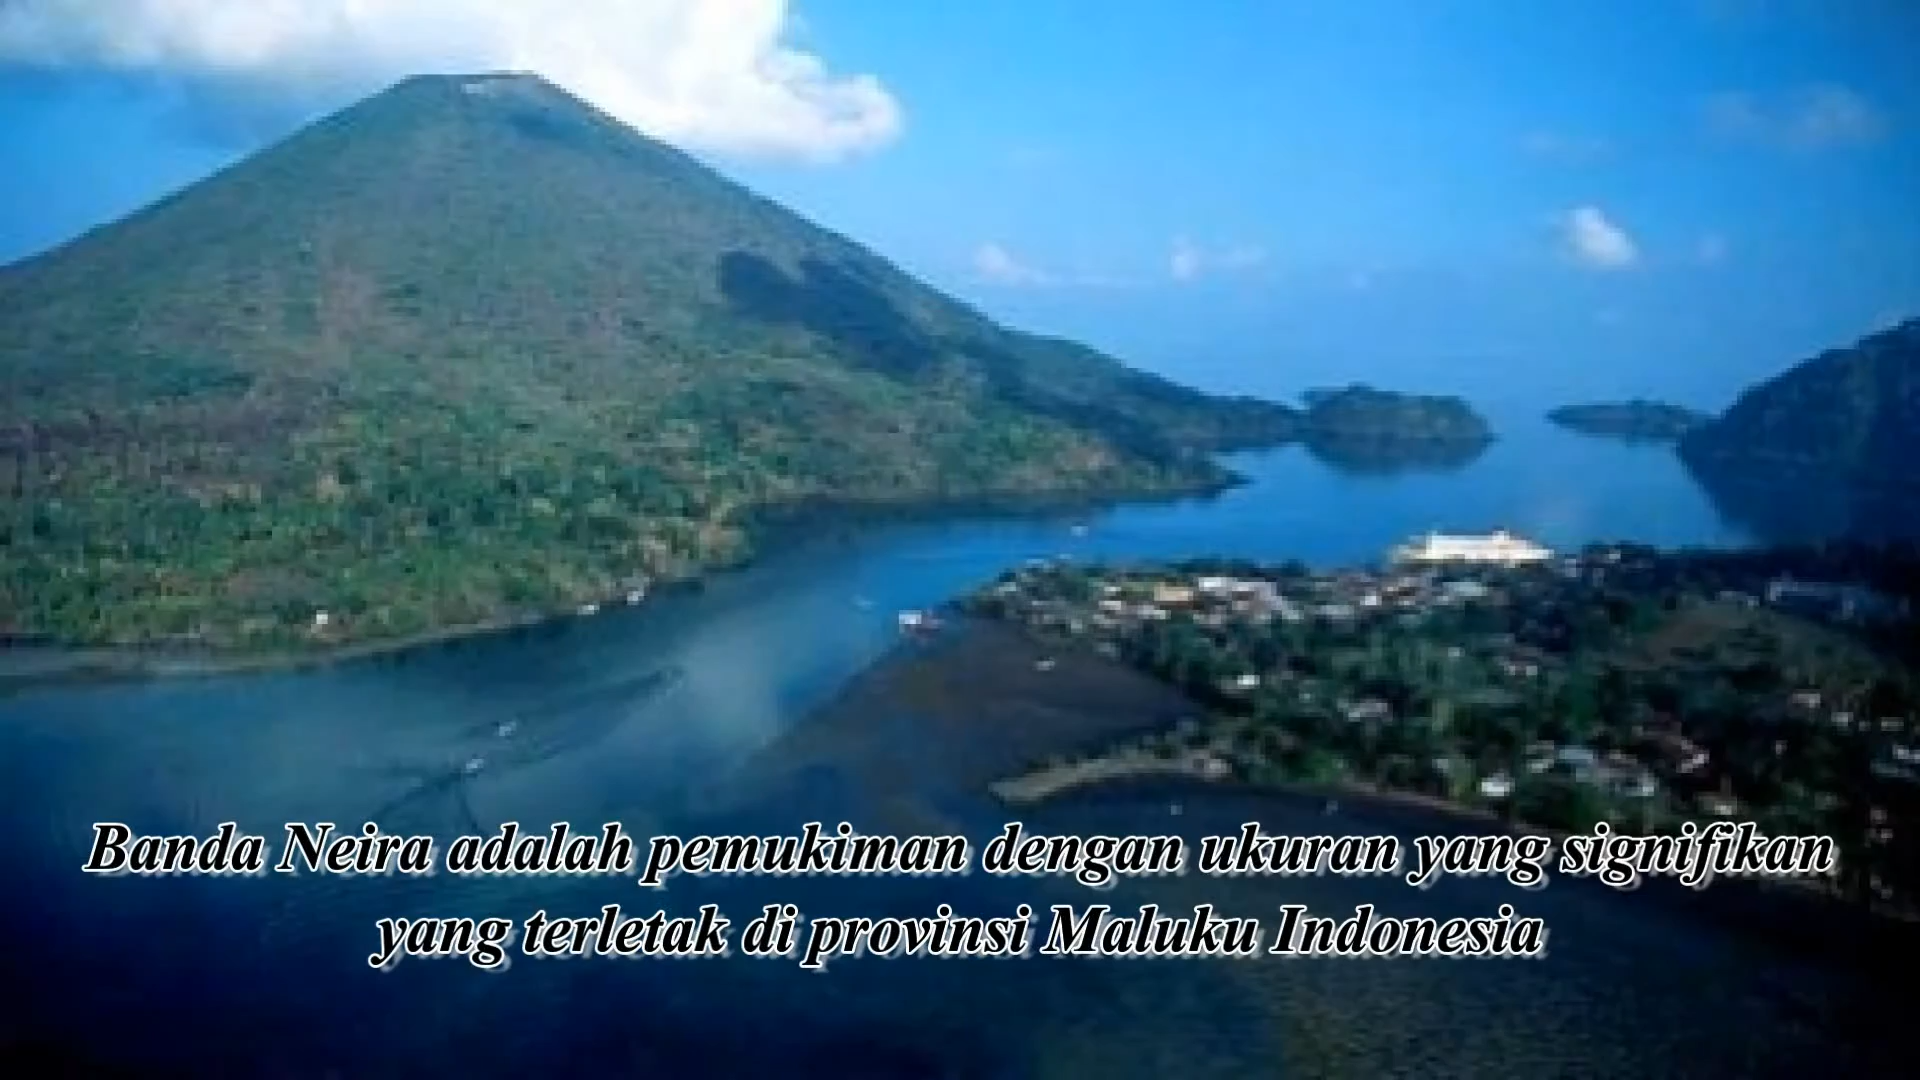 Banda Neira adalah pemukiman dengan ukuran yang signifikan
yang terletak di provinsi Maluku Indonesia